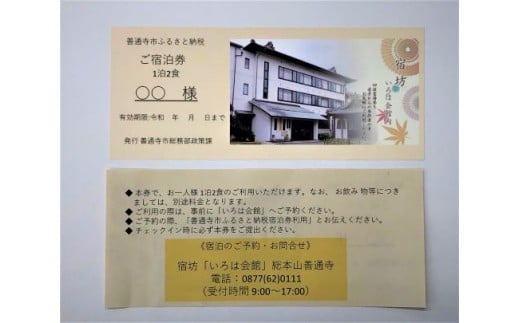 善通寺市ふるさと納税
ご宿泊券
1泊2食
〇〇 様
有効期限:令和 年 月 日まで
発行 善通寺市総務部政策課
宿坊
いろは会館
◆ 本券で、お一人様 1泊2食のご利用いただけます。なお、お飲み 物等につき
ましては、別途料金となります。
◆ ご利用の際は、事前に「いろは会館」へご予約ください。
◆ ご予約の際、「善通寺市ふるさと納税宿泊券利用」とお伝えください。
◆ チェックイン時に必ず本券をご提出ください。
《宿泊のご予約・お問合せ》
宿坊「いろは会館」総本山善通寺
電話:0877(62)0111
(受付時間 9:00～17:00)